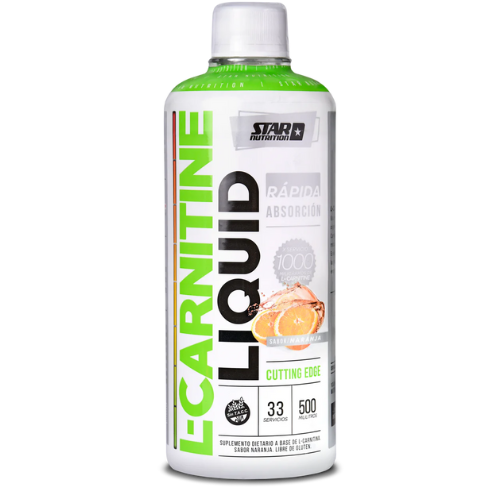 STAR
NUTRITION
L-CARNITINE
LIQUID
RÁPIDA
ABSORCIÓN
1000
SABOR NARANJA
CUTTING EDGE
SIN T.A.C.C.
33
SERVICIOS
500
MILILITROS
SUPLEMENTO DIETARIO A BASE DE L-CARNITINA
SABOR NARANJA. LIBRE DE GLUTEN.